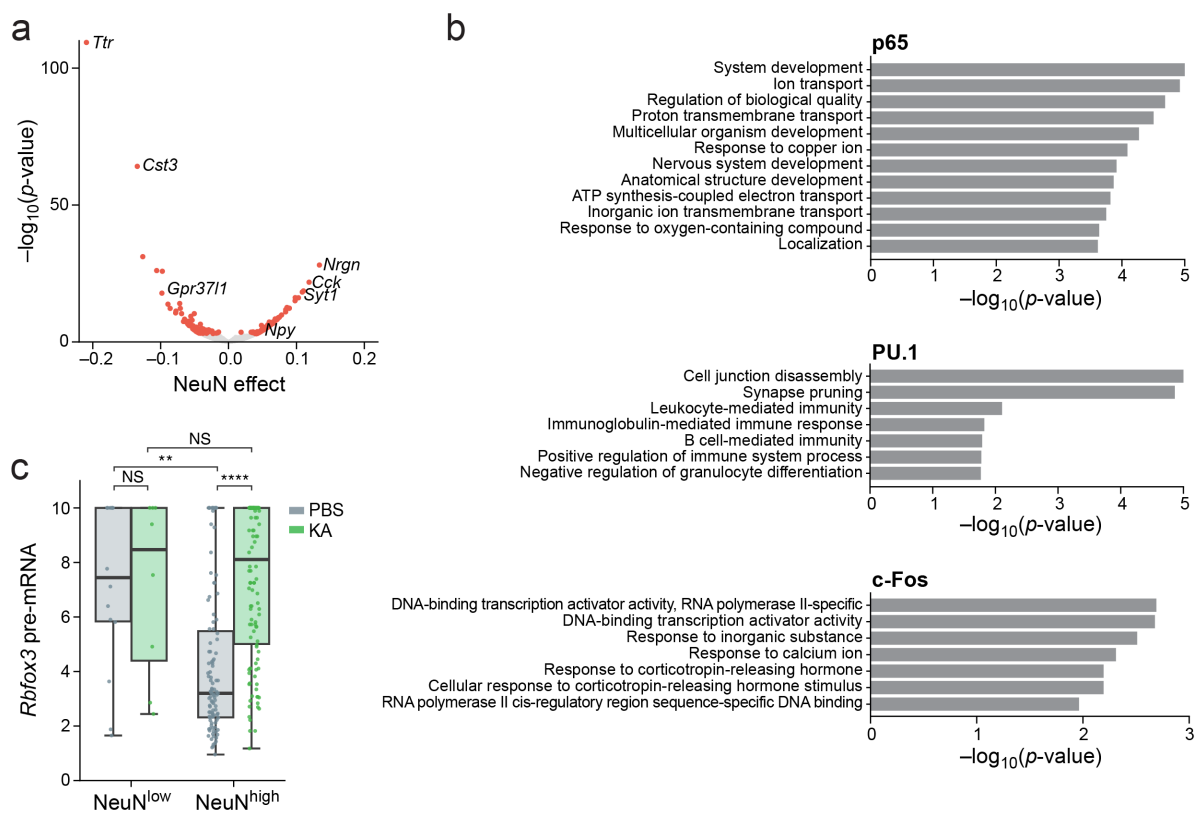 a
Ttr
Cst3
Gpr37l1
Nrgn
Cck
Syt1
Npy
100
50
0
–log10(p-value)
–0.2 –0.1 0.0 0.1 0.2
NeuN effect
b
p65
System development
Ion transport
Regulation of biological quality
Proton transmembrane transport
Multicellular organism development
Response to copper ion
Nervous system development
Anatomical structure development
ATP synthesis-coupled electron transport
Inorganic ion transmembrane transport
Response to oxygen-containing compound
Localization
0 1 2 3 4 5
–log10(p-value)
PU.1
Cell junction disassembly
Synapse pruning
Leukocyte-mediated immunity
Immunoglobulin-mediated immune response
B cell-mediated immunity
Positive regulation of immune system process
Negative regulation of granulocyte differentiation
0 1 2 3 4 5
–log10(p-value)
c-Fos
DNA-binding transcription activator activity, RNA polymerase II-specific
DNA-binding transcription activator activity
Response to inorganic substance
Response to calcium ion
Response to corticotropin-releasing hormone
Cellular response to corticotropin-releasing hormone stimulus
RNA polymerase II cis-regulatory region sequence-specific DNA binding
0 1 2 3
–log10(p-value)
c
NS
**
NS ****
PBS
KA
10
8
6
4
2
0
Rbfox3 pre-mRNA
NeuNlow NeuNhigh